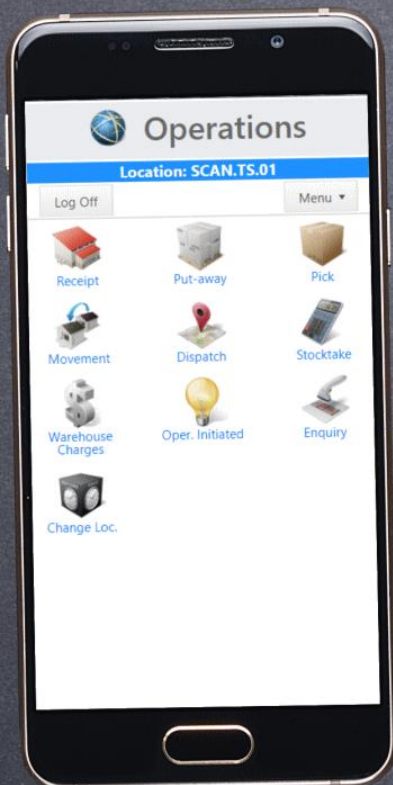 Operations
Location: SCAN.TS.01
Log Off
Menu
Receipt
Put-away
Pick
Movement
Dispatch
Stocktake
Warehouse
Charges
Oper. Initiated
Enquiry
Change Loc.